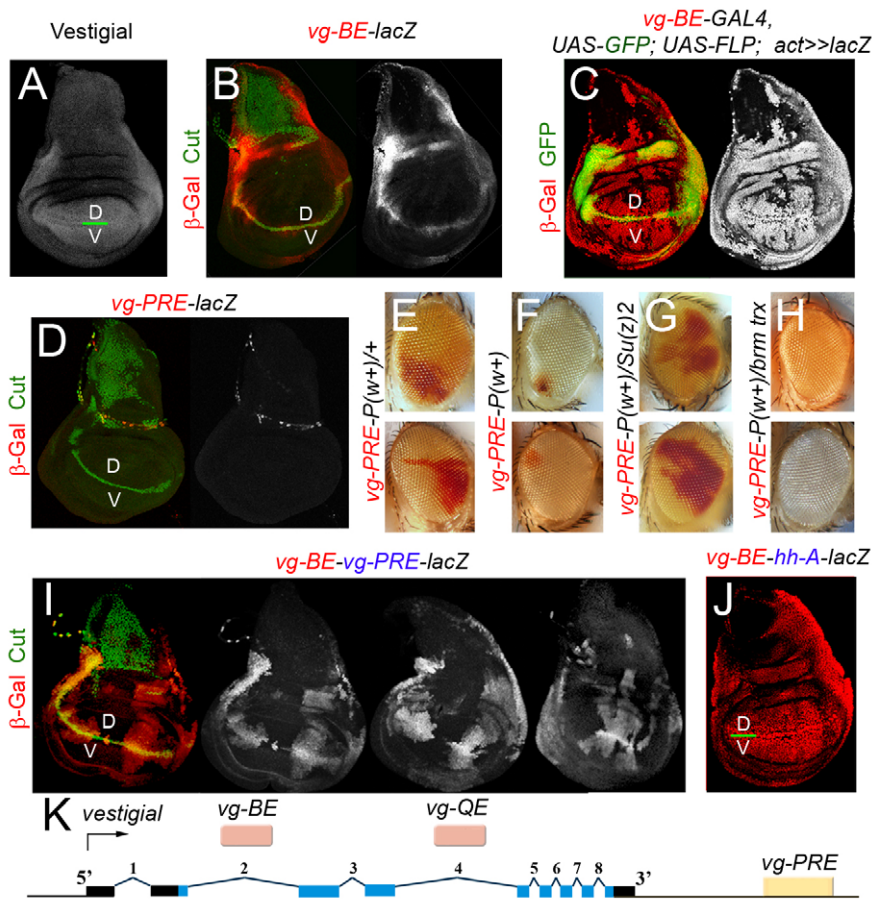 Vestigial
vg-BE-lacZ
vg-BE-GAL4,
UAS-GFP; UAS-FLP; act>>lacZ
A
B
C
β-Gal Cut
β-Gal GFP
D
V
D
V
D
V
vg-PRE-lacZ
D
E
F
G
H
β-Gal Cut
D
V
vg-PRE-P(w+)/+
vg-PRE-P(w+)
vg-PRE-P(w+)/Su(z)2
vg-PRE-P(w+)/brm trx
vg-BE-vg-PRE-lacZ
vg-BE-hh-A-lacZ
I
J
β-Gal Cut
D
V
D
V
K
vestigial
vg-BE
vg-QE
vg-PRE
5' 1 2 3 4 5 6 7 8 3'